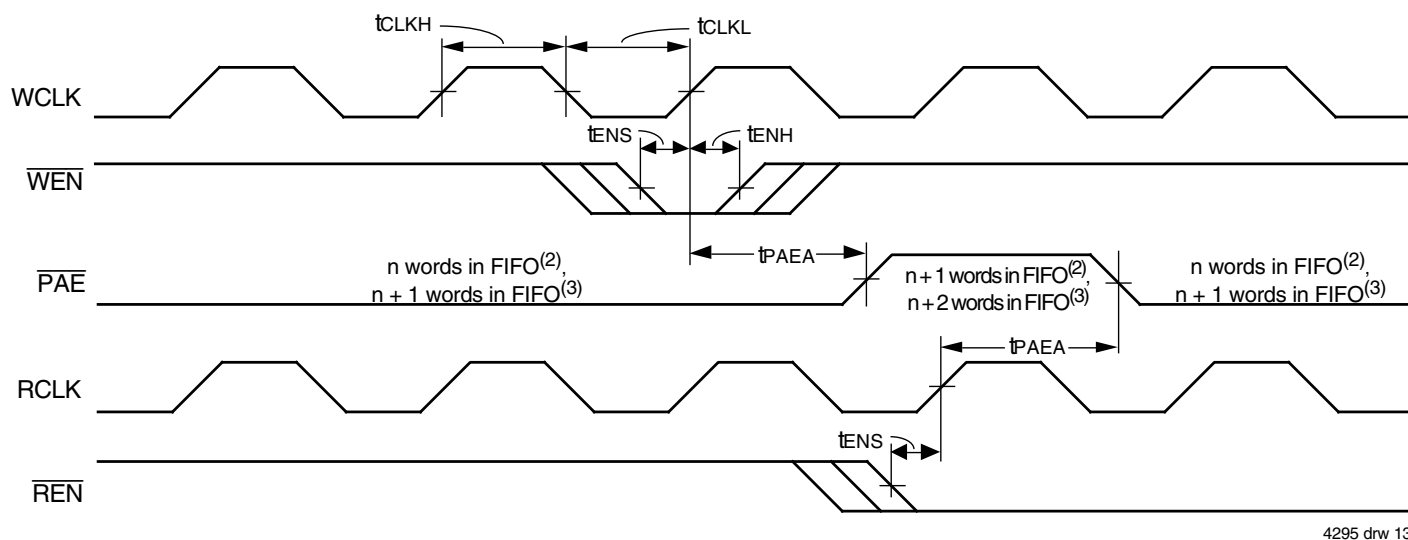 tCLKH
tCLKL
WCLK
tENS
tENH
WEN
tPAEA
PAE
n words in FIFO(2),
n + 1 words in FIFO(3)
n + 1 words in FIFO(2),
n + 2 words in FIFO(3)
n words in FIFO(2),
n + 1 words in FIFO(3)
tPAEA
RCLK
tENS
REN
4295 drw 13